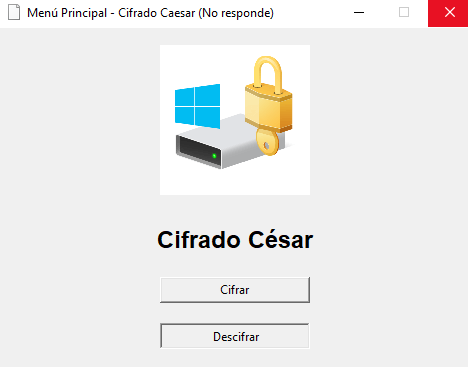 Menú Principal - Cifrado Caesar (No responde)
Cifrado César
Cifrar
Descifrar